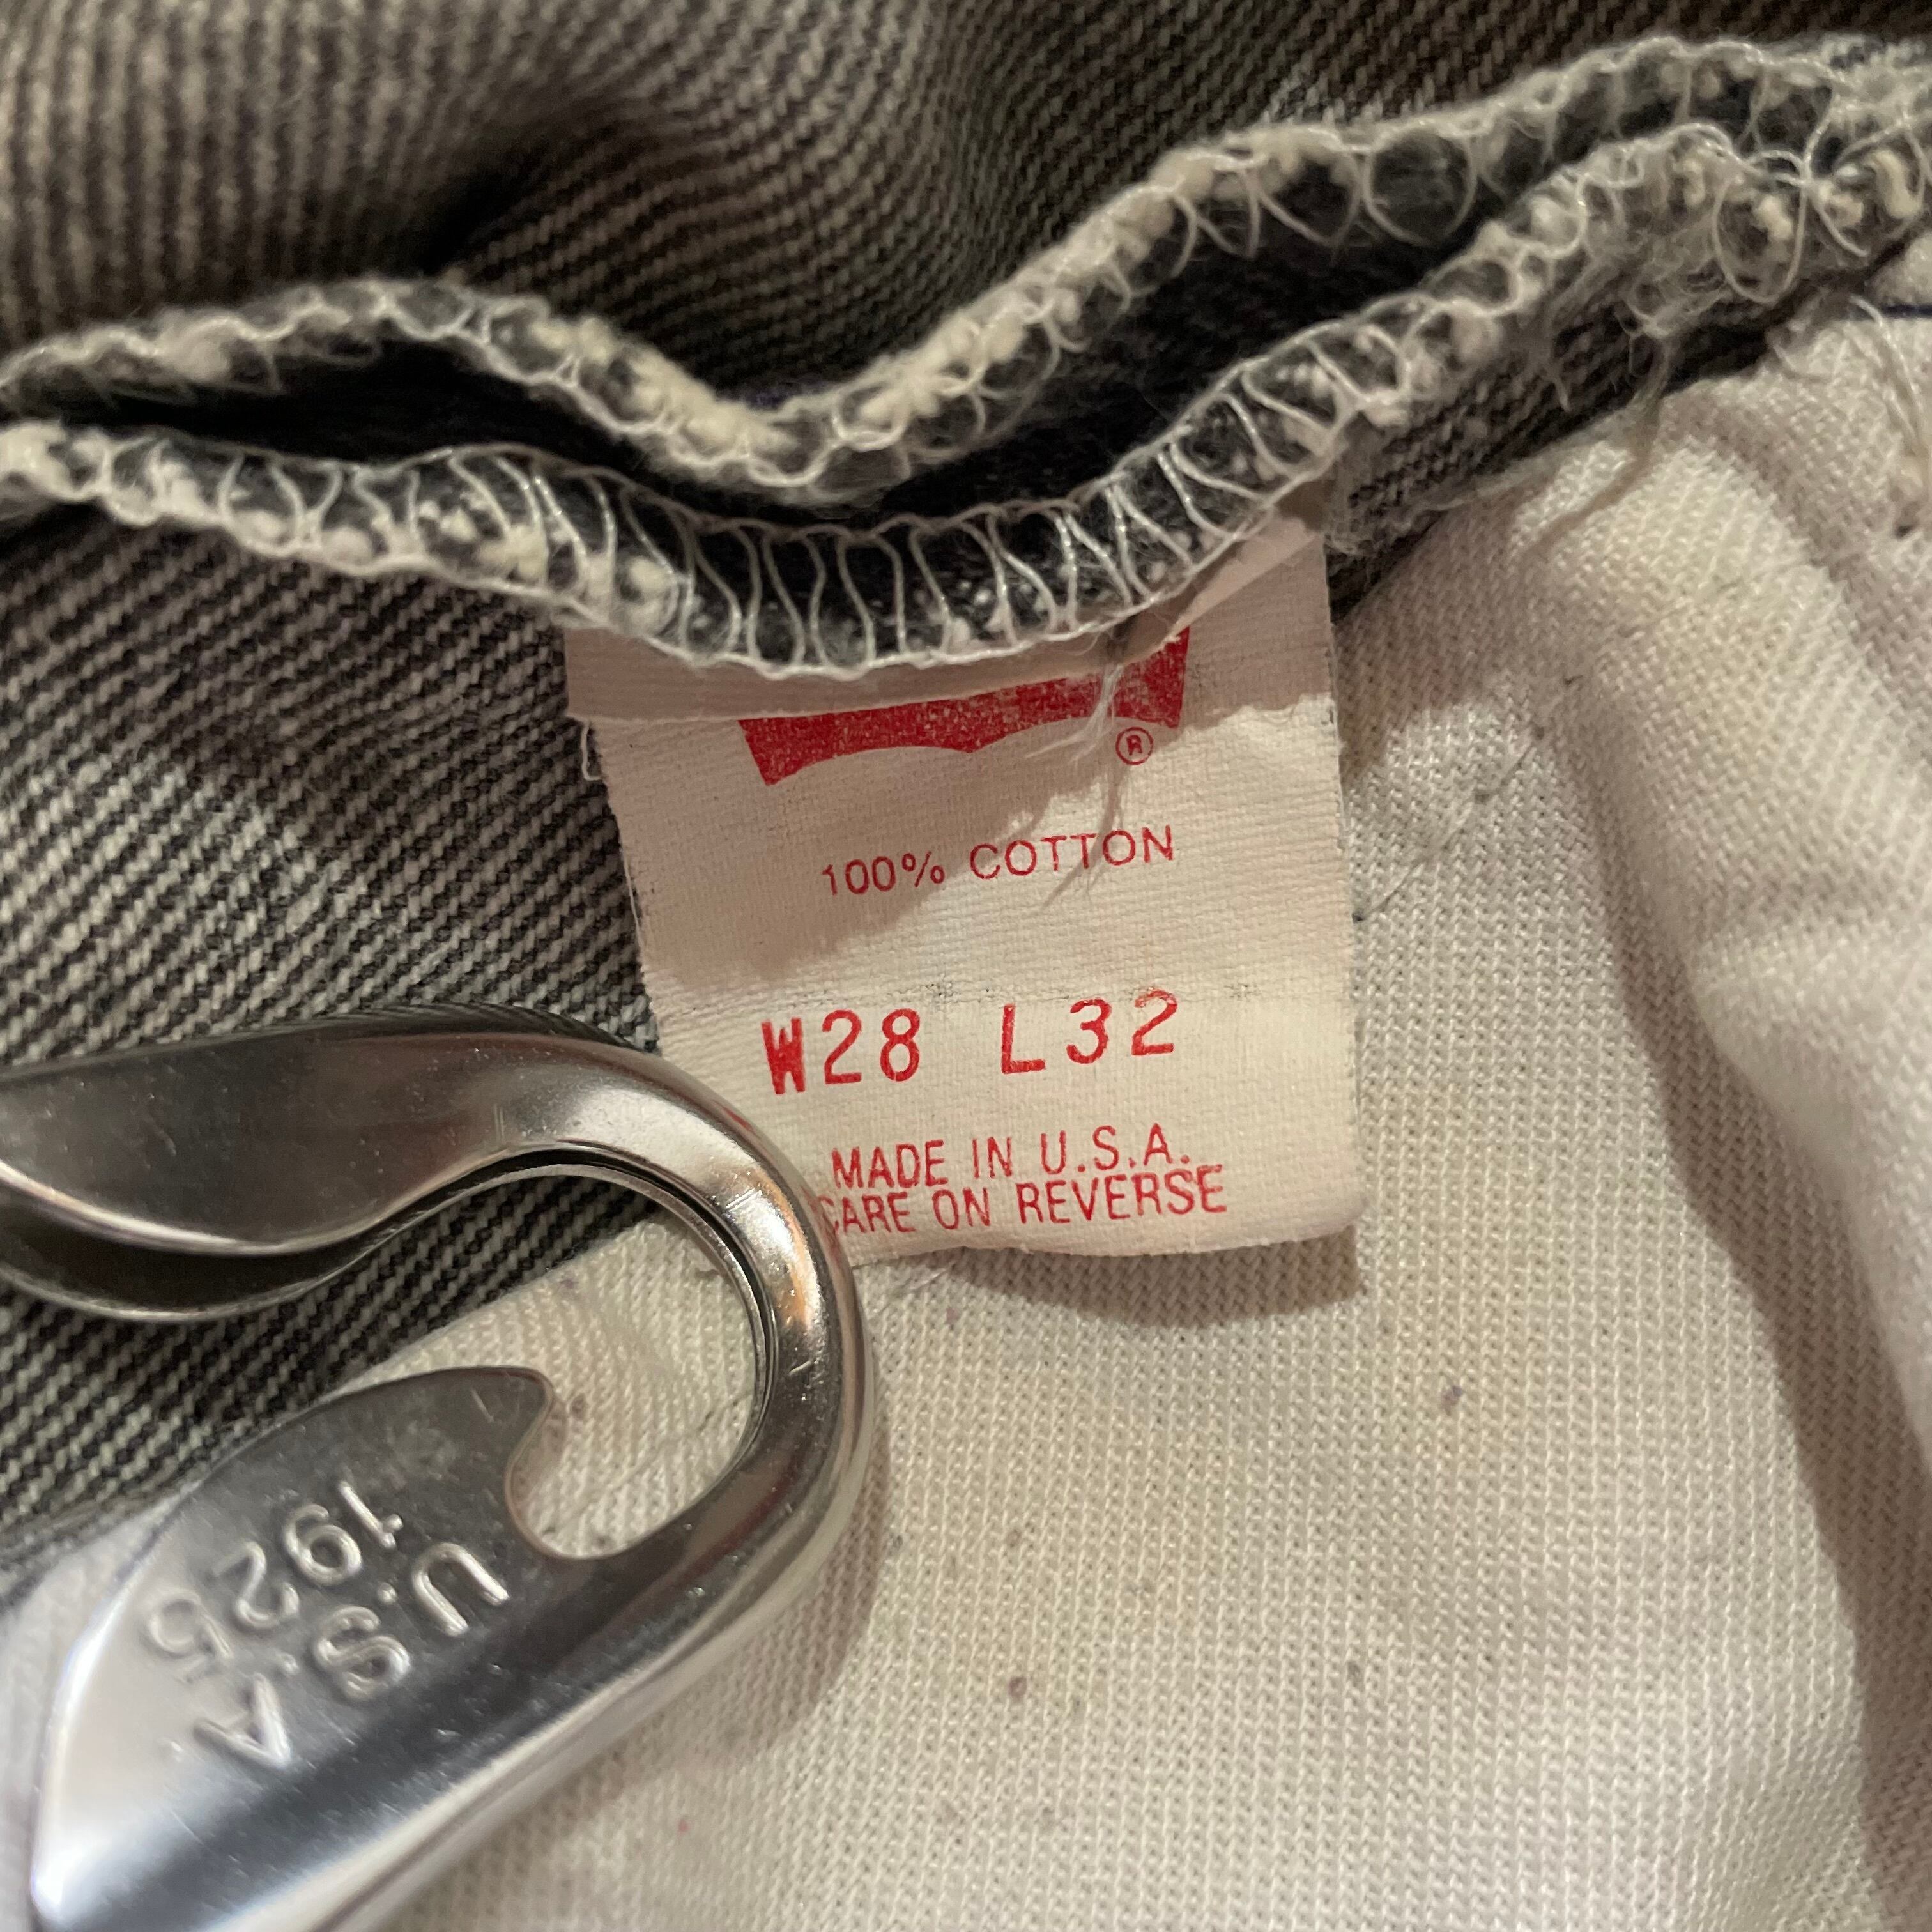 ®
100% COTTON
W28 L32
MADE IN U.S.A.
CARE ON REVERSE
U.S.A
1925